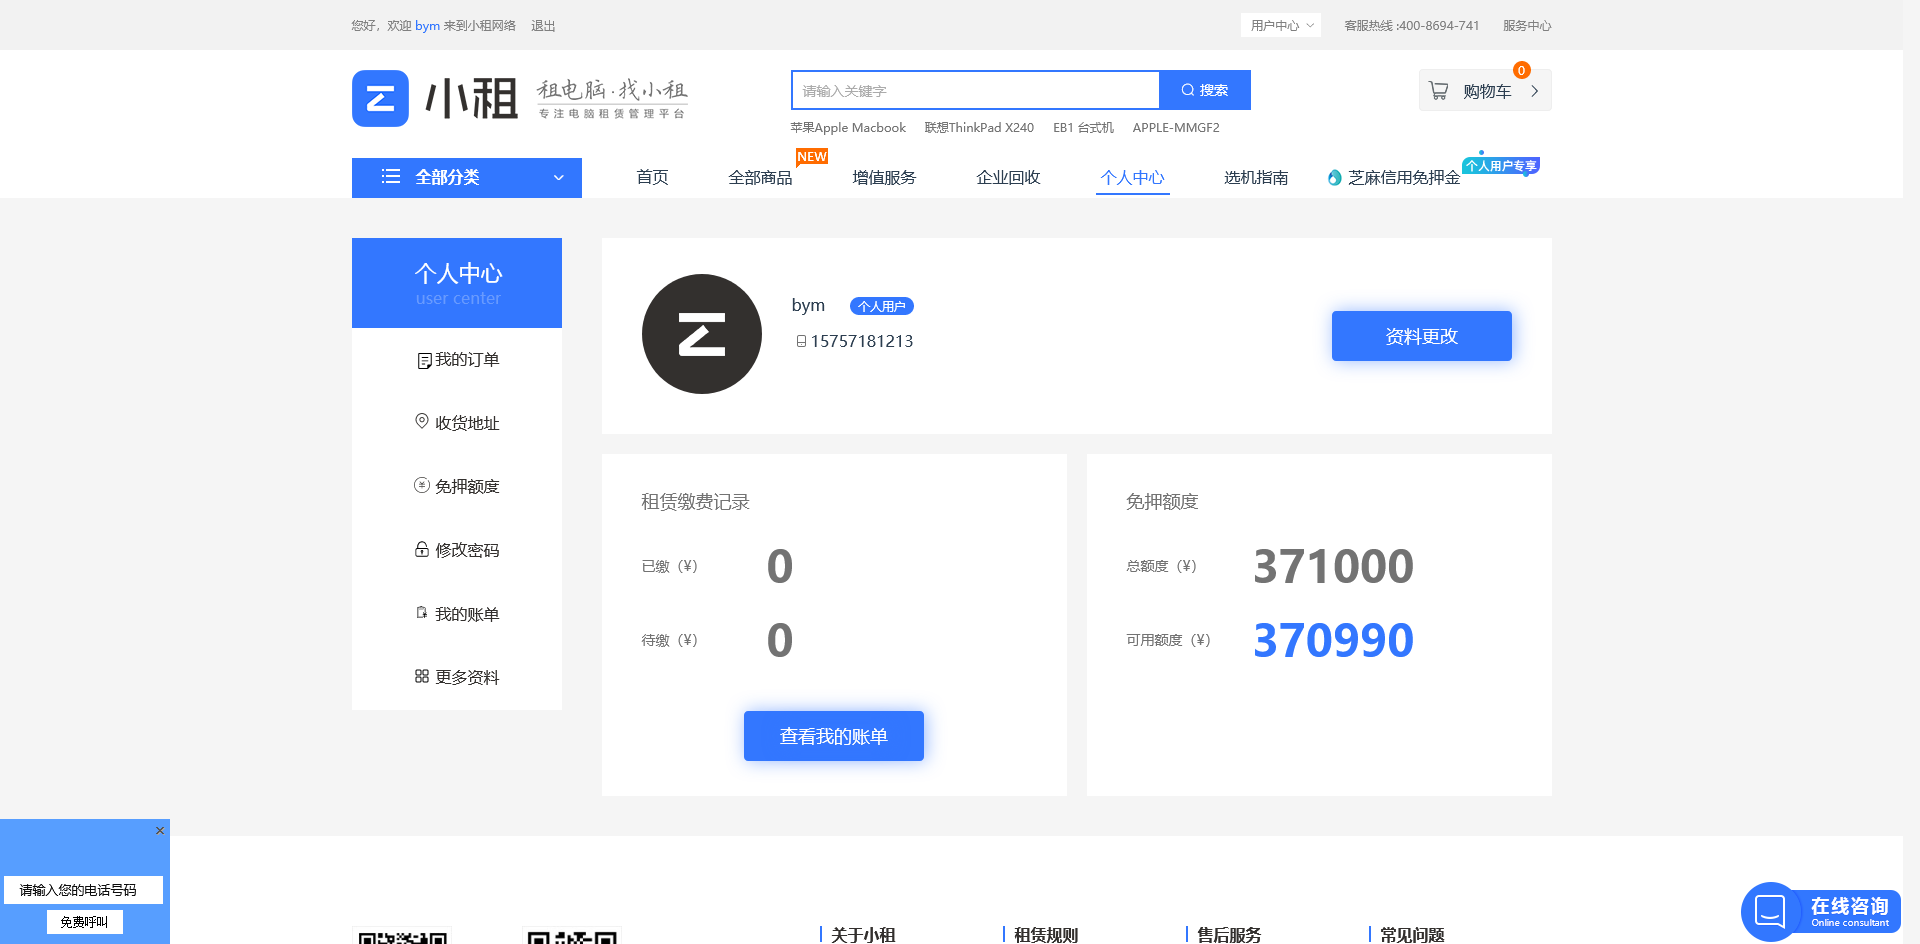 您好，欢迎 bym 来到小租网络 退出
用户中心 客服热线 :400-8694-741 服务中心
小租 租电脑·找小租
专注电脑租赁管理平台
请输入关键字 搜索
0
购物车
苹果Apple Macbook 联想ThinkPad X240 EB1 台式机 APPLE-MMGF2
NEW
个人用户专享
全部分类 首页 全部商品 增值服务 企业回收 个人中心 选机指南 芝麻信用免押金
个人中心
user center
我的订单
收货地址
免押额度
修改密码
我的账单
更多资料
bym 个人用户
15757181213
资料更改
租赁缴费记录
已缴（¥） 0
待缴（¥） 0
查看我的账单
免押额度
总额度（¥） 371000
可用额度（¥） 370990
请输入您的电话号码
免费呼叫
在线咨询
Online consultant
关于小租 租赁规则 售后服务 常见问题